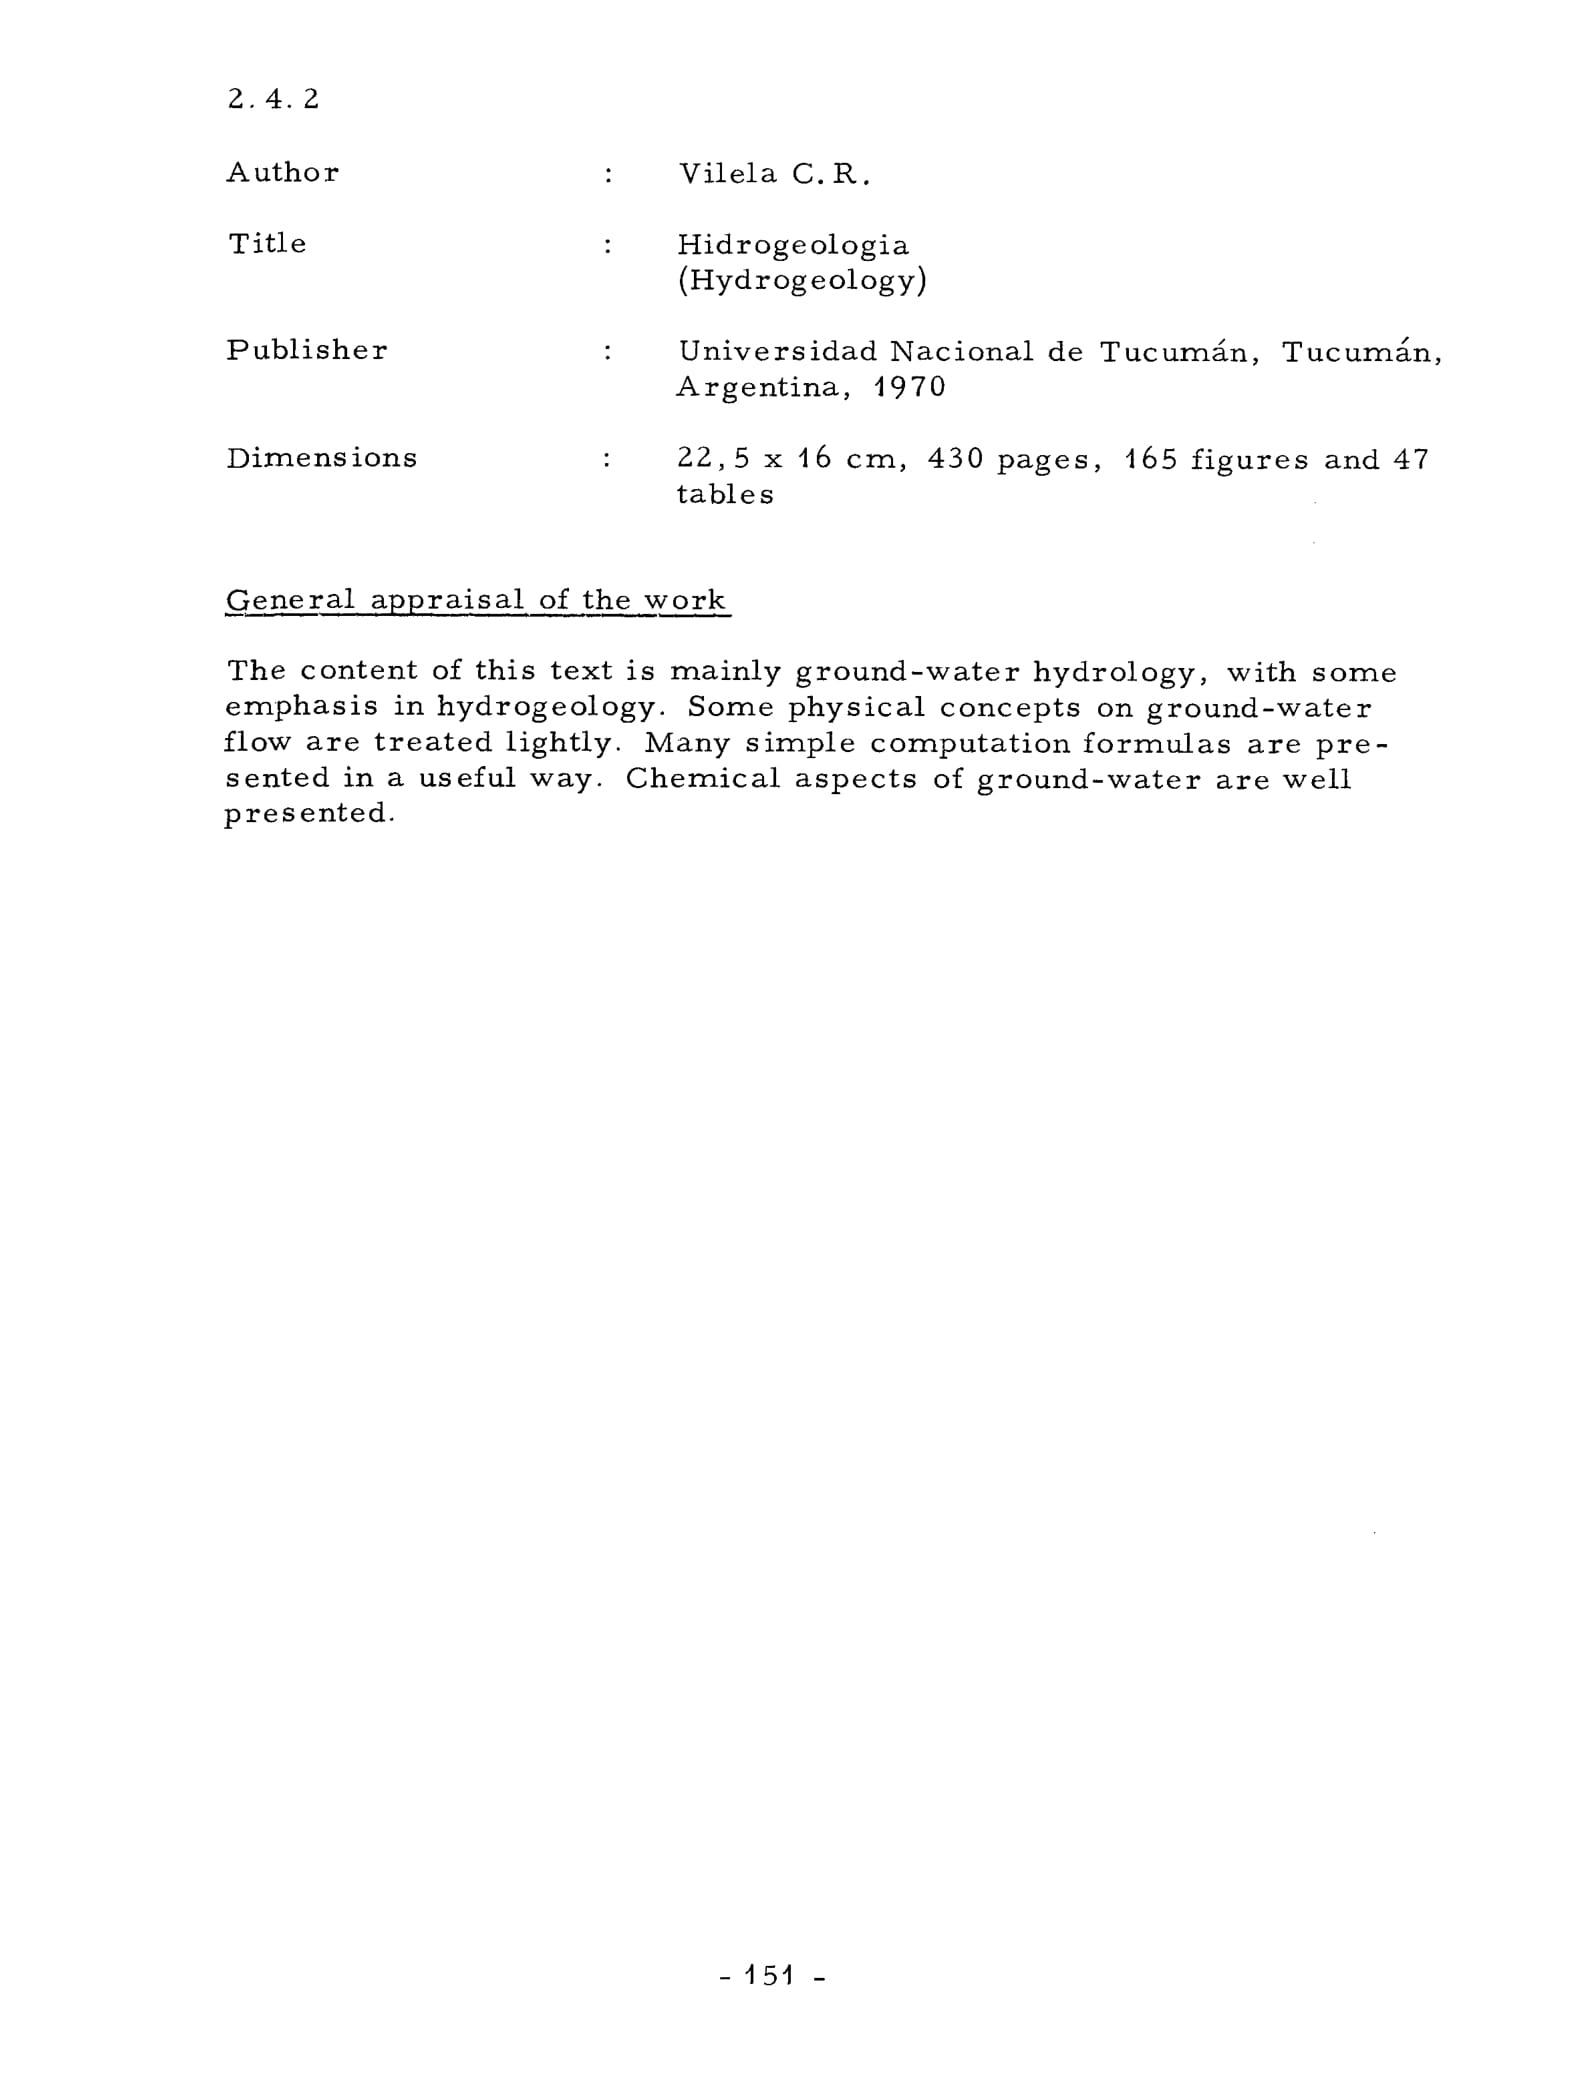 2.4.2
Author : Vilela C.R.
Title : Hidrogeologia
(Hydrogeology)
Publisher : Universidad Nacional de Tucumán, Tucumán,
Argentina, 1970
Dimensions : 22,5 x 16 cm, 430 pages, 165 figures and 47
tables
General appraisal of the work
The content of this text is mainly ground-water hydrology, with some
emphasis in hydrogeology. Some physical concepts on ground-water
flow are treated lightly. Many simple computation formulas are pre-
sented in a useful way. Chemical aspects of ground-water are well
presented.
- 151 -